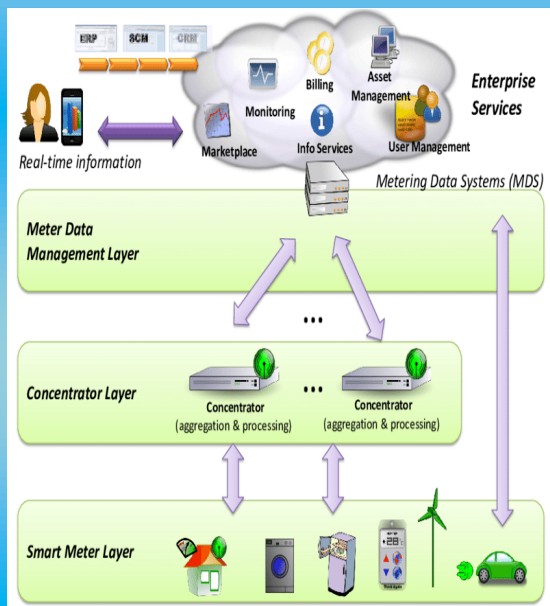 ERP SCM CRM
Billing
Asset
Management
Enterprise
Services
Monitoring
Marketplace
Info Services
User Management
Real-time information
Metering Data Systems (MDS)
Meter Data
Management Layer
...
Concentrator Layer
...
Concentrator
(aggregation & processing)
Concentrator
(aggregation & processing)
Smart Meter Layer